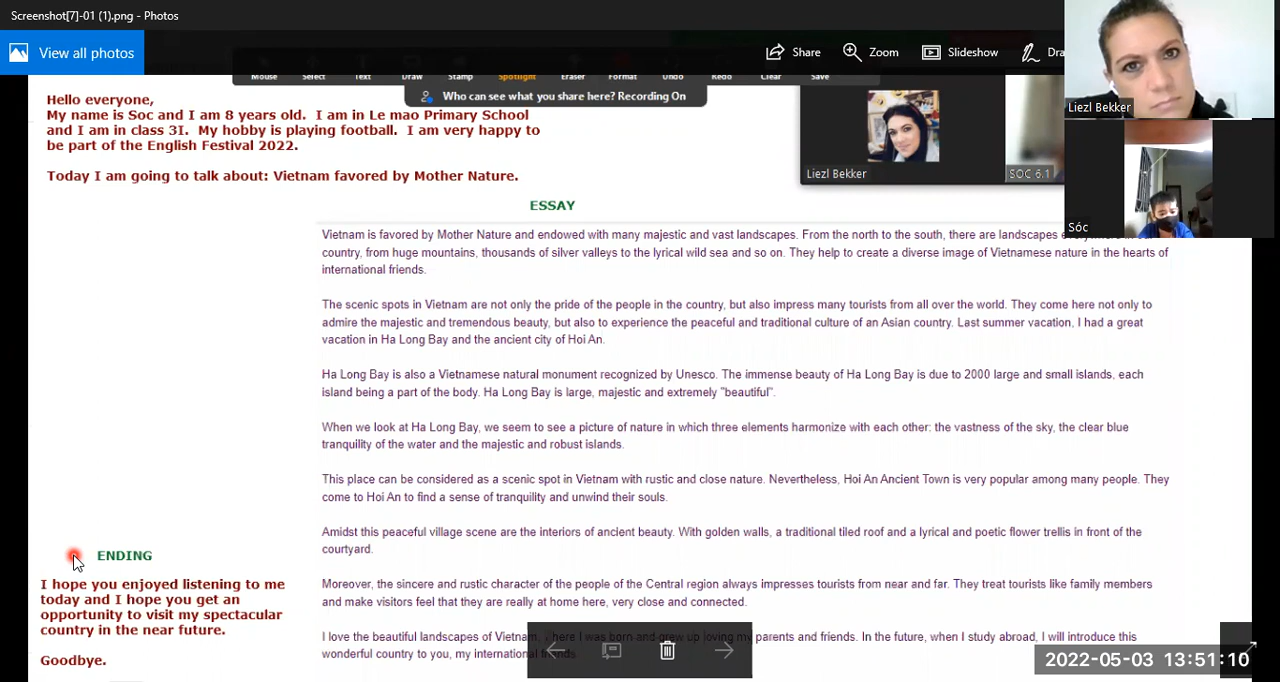 Screenshot[7]-01 (1).png - Photos
View all photos
Share
Zoom
Slideshow
Mouse
Select
Text
Draw
Stamp
Spotlight
Eraser
Format
Undo
Redo
Clear
Save
Who can see what you share here? Recording On
Liezl Bekker
Liezl Bekker
SOC 6.1
Sóc
Hello everyone,
My name is Soc and I am 8 years old. I am in Le mao Primary School
and I am in class 3I. My hobby is playing football. I am very happy to
be part of the English Festival 2022.
Today I am going to talk about: Vietnam favored by Mother Nature.
ESSAY
Vietnam is favored by Mother Nature and endowed with many majestic and vast landscapes. From the north to the south, there are landscapes
country, from huge mountains, thousands of silver valleys to the lyrical wild sea and so on. They help to create a diverse image of Vietnamese nature in the hearts of
international friends.
The scenic spots in Vietnam are not only the pride of the people in the country, but also impress many tourists from all over the world. They come here not only to
admire the majestic and tremendous beauty, but also to experience the peaceful and traditional culture of an Asian country. Last summer vacation, I had a great
vacation in Ha Long Bay and the ancient city of Hoi An.
Ha Long Bay is also a Vietnamese natural monument recognized by Unesco. The immense beauty of Ha Long Bay is due to 2000 large and small islands, each
island being a part of the body. Ha Long Bay is large, majestic and extremely "beautiful".
When we look at Ha Long Bay, we seem to see a picture of nature in which three elements harmonize with each other: the vastness of the sky, the clear blue
tranquility of the water and the majestic and robust islands.
This place can be considered as a scenic spot in Vietnam with rustic and close nature. Nevertheless, Hoi An Ancient Town is very popular among many people. They
come to Hoi An to find a sense of tranquility and unwind their souls.
Amidst this peaceful village scene are the interiors of ancient beauty. With golden walls, a traditional tiled roof and a lyrical and poetic flower trellis in front of the
courtyard.
Moreover, the sincere and rustic character of the people of the Central region always impresses tourists from near and far. They treat tourists like family members
and make visitors feel that they are really at home here, very close and connected.
I love the beautiful landscapes of Vietnam, where I was born and grew up loving my parents and friends. In the future, when I study abroad, I will introduce this
wonderful country to you, my international friends.
ENDING
I hope you enjoyed listening to me
today and I hope you get an
opportunity to visit my spectacular
country in the near future.
Goodbye.
2022-05-03 13:51:10